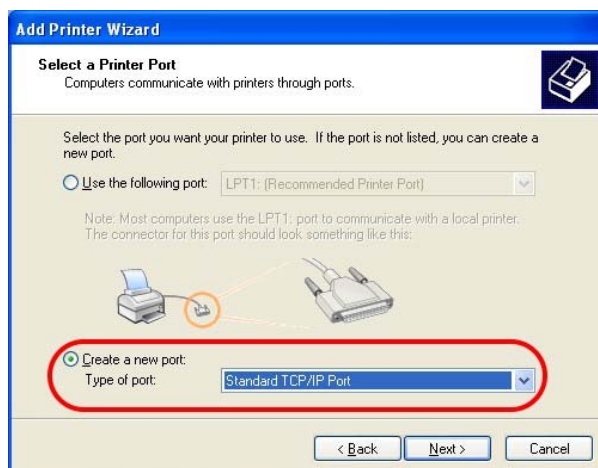 Add Printer Wizard
Select a Printer Port
Computers communicate with printers through ports.
Select the port you want your printer to use. If the port is not listed, you can create a
new port.
Use the following port: LPT1: (Recommended Printer Port)
Note: Most computers use the LPT1: port to communicate with a local printer.
The connector for this port should look something like this:
Create a new port:
Type of port: Standard TCP/IP Port
< Back Next > Cancel